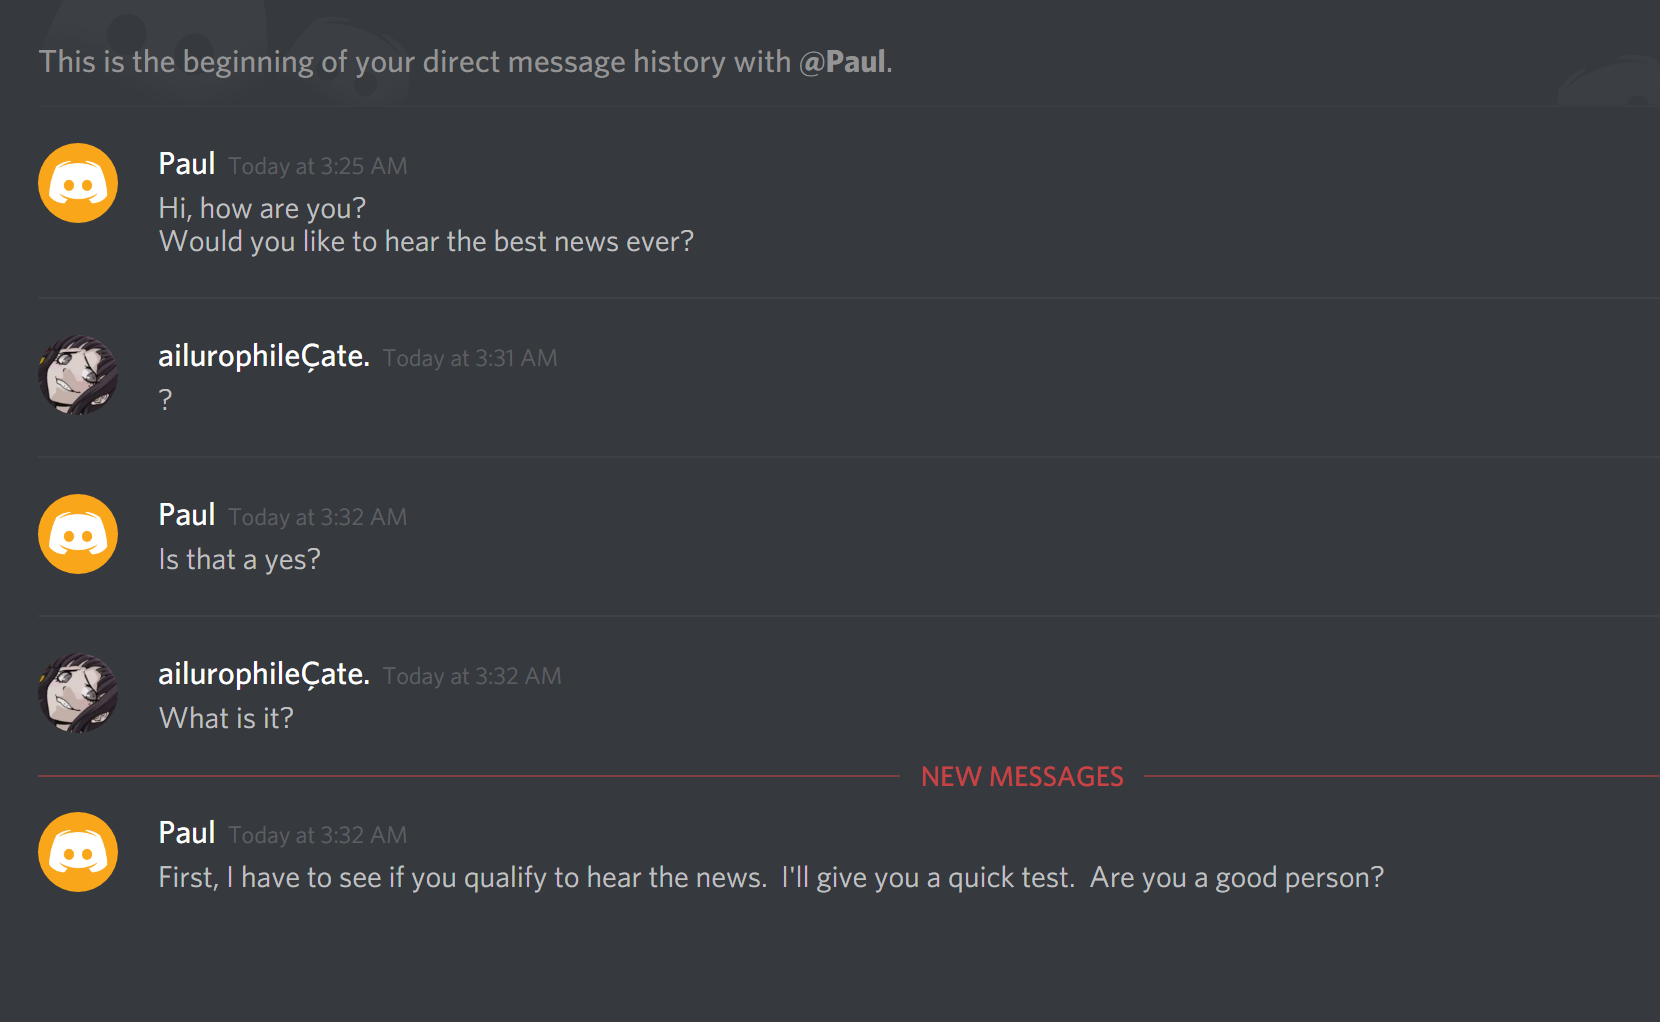 This is the beginning of your direct message history with @Paul.
Paul Today at 3:25 AM
Hi, how are you?
Would you like to hear the best news ever?
ailurophileÇate. Today at 3:31 AM
?
Paul Today at 3:32 AM
Is that a yes?
ailurophileÇate. Today at 3:32 AM
What is it?
NEW MESSAGES
Paul Today at 3:32 AM
First, I have to see if you qualify to hear the news.  I'll give you a quick test.  Are you a good person?